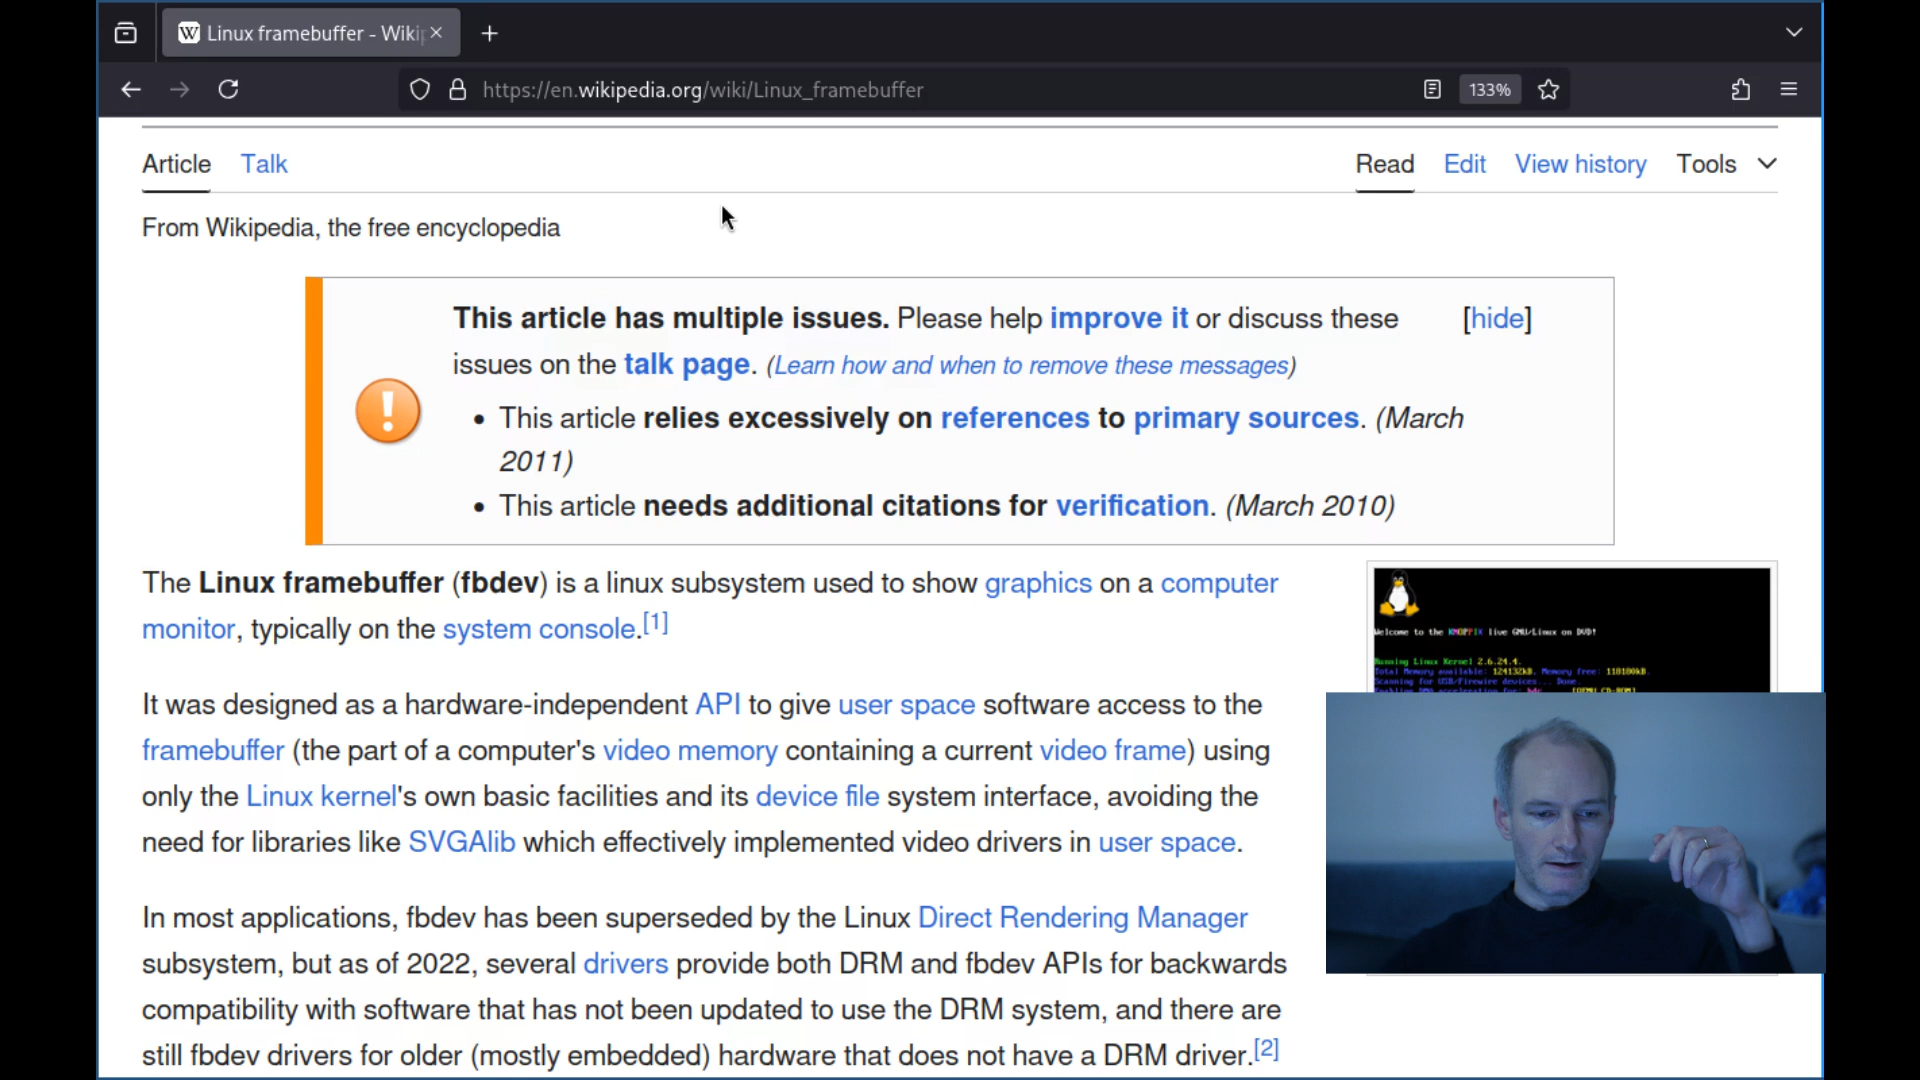 Linux framebuffer - Wiki
https://en.wikipedia.org/wiki/Linux_framebuffer
133%
Article Talk
Read Edit View history Tools
From Wikipedia, the free encyclopedia
This article has multiple issues. Please help improve it or discuss these [hide]
issues on the talk page. (Learn how and when to remove these messages)
• This article relies excessively on references to primary sources. (March
2011)
• This article needs additional citations for verification. (March 2010)
The Linux framebuffer (fbdev) is a linux subsystem used to show graphics on a computer
monitor, typically on the system console.[1]
It was designed as a hardware-independent API to give user space software access to the
framebuffer (the part of a computer's video memory containing a current video frame) using
only the Linux kernel's own basic facilities and its device file system interface, avoiding the
need for libraries like SVGAlib which effectively implemented video drivers in user space.
In most applications, fbdev has been superseded by the Linux Direct Rendering Manager
subsystem, but as of 2022, several drivers provide both DRM and fbdev APIs for backwards
compatibility with software that has not been updated to use the DRM system, and there are
still fbdev drivers for older (mostly embedded) hardware that does not have a DRM driver.[2]
Welcome to the KNOPPIX live GNU/Linux on DVD!
Running Linux Kernel 2.6.24.4.
Total Memory available: 124132kB, Memory free: 118180kB.
Scanning for USB/Firewire devices... Done.